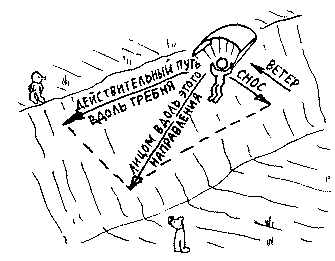 ДЕЙСТВИТЕЛЬНЫЙ ПУТЬ
ВДОЛЬ ГРЕБНЯ
ЛИЦОМ ВДОЛЬ ЭТОГО
НАПРАВЛЕНИЯ
ВЕТЕР
СНОС